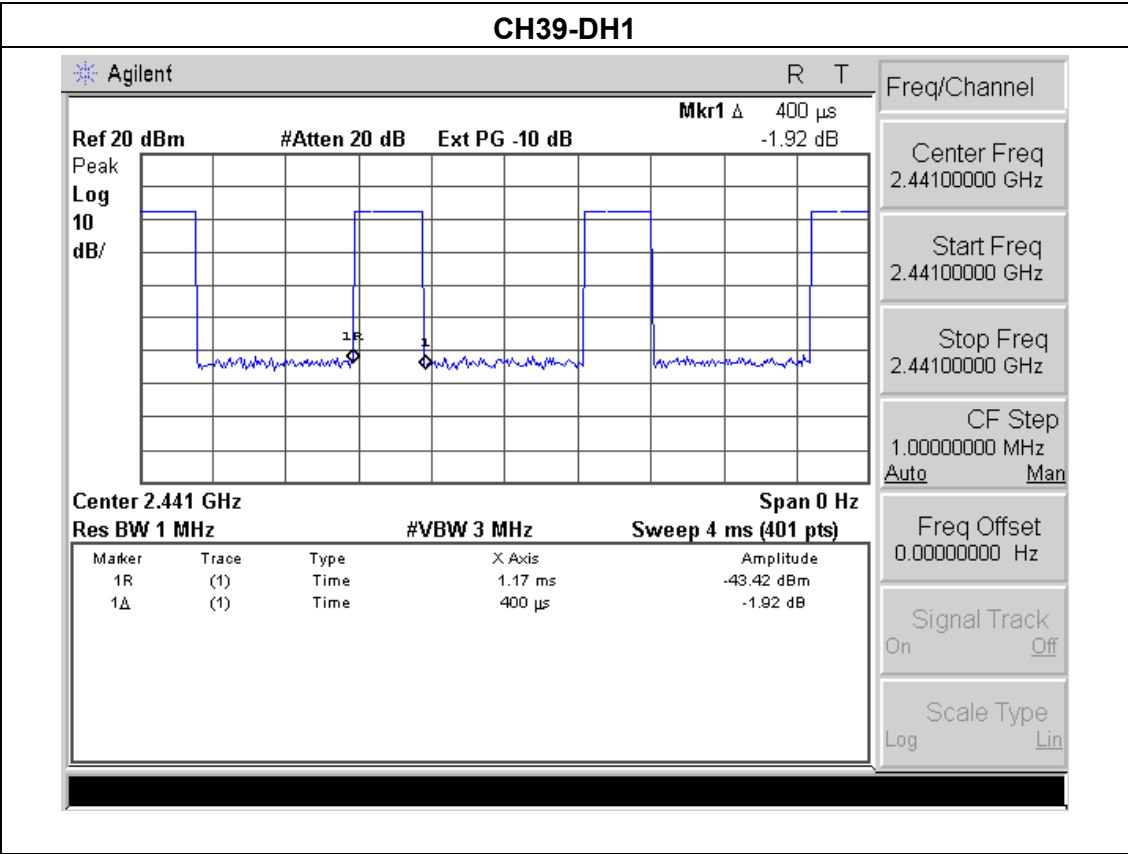 CH39-DH1
Agilent R T
Freq/Channel
Mkr1 Δ 400 µs
Ref 20 dBm #Atten 20 dB Ext PG -10 dB -1.92 dB
Peak
Log
10
dB/
1R
1
Center Freq
2.44100000 GHz
Start Freq
2.44100000 GHz
Stop Freq
2.44100000 GHz
CF Step
1.00000000 MHz
Auto Man
Freq Offset
0.00000000 Hz
Signal Track
On Off
Scale Type
Log Lin
Center 2.441 GHz Span 0 Hz
Res BW 1 MHz #VBW 3 MHz Sweep 4 ms (401 pts)
Marker Trace Type X Axis Amplitude
1R (1) Time 1.17 ms -43.42 dBm
1Δ (1) Time 400 µs -1.92 dB